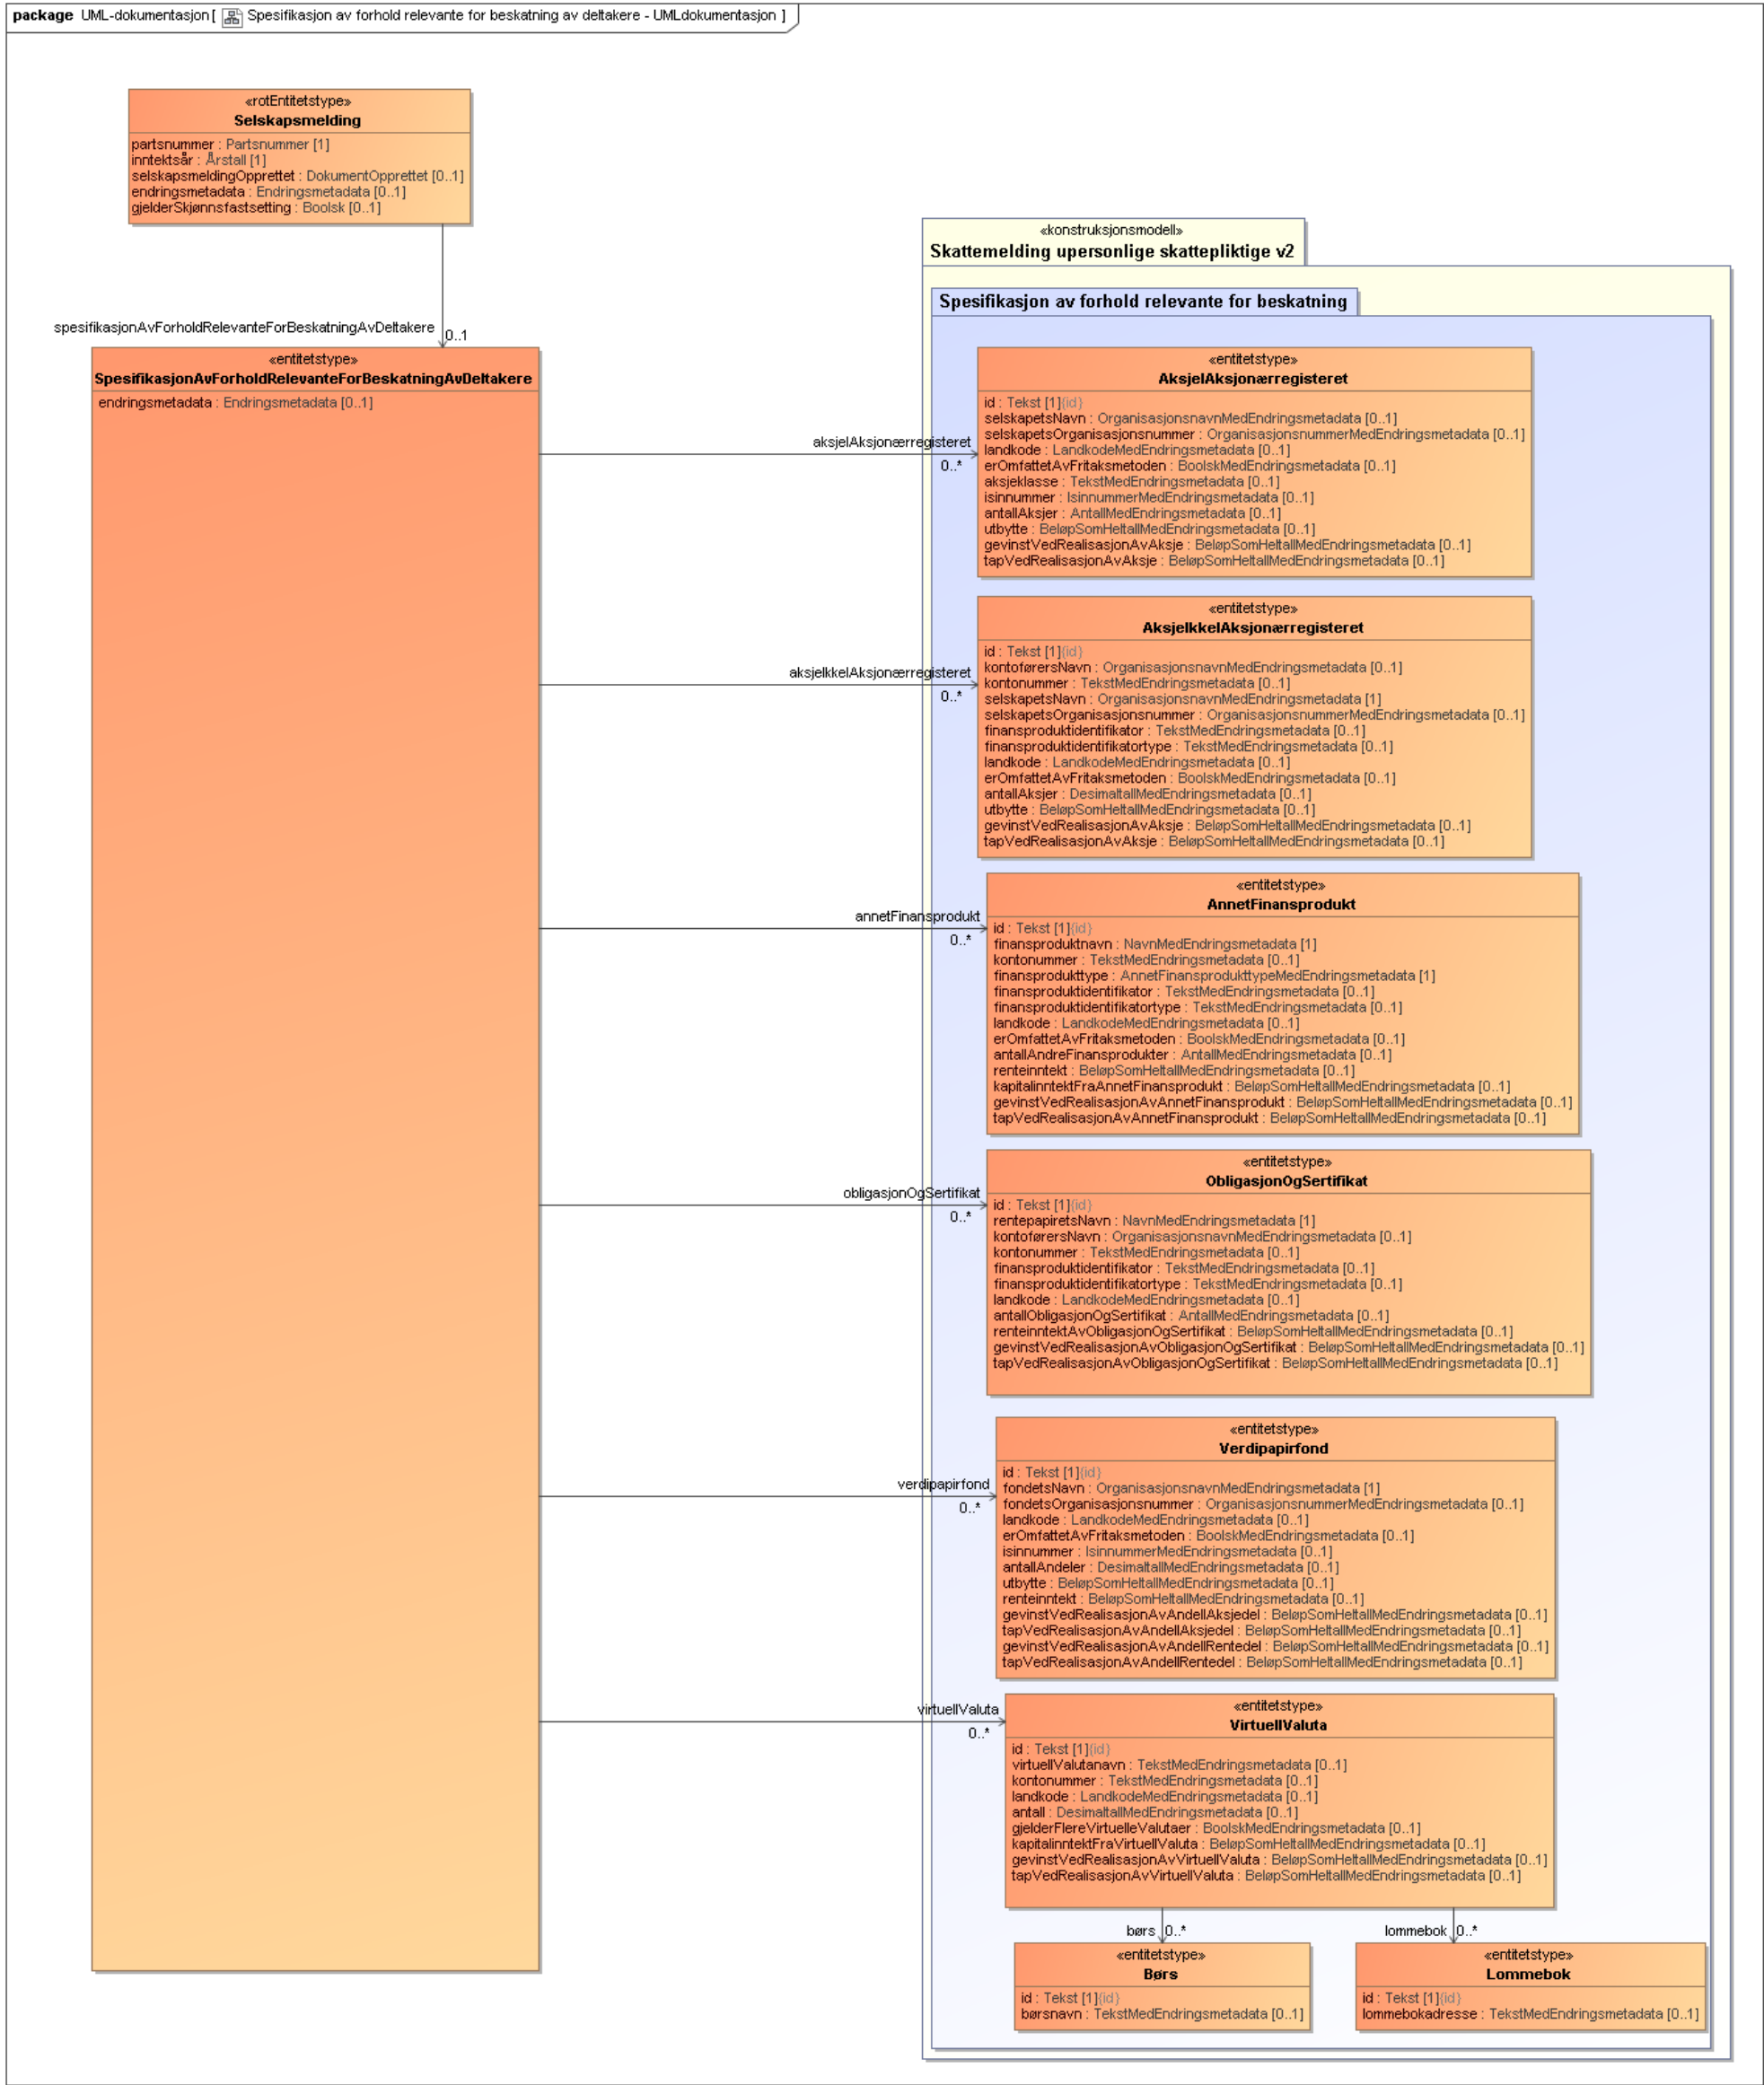 package UML-dokumentasjon [ Spesifikasjon av forhold relevante for beskatning av deltakere - UMLdokumentasjon ]
«rotEntitetstype»
Selskapsmelding
partsnummer : Partsnummer [1]
inntektsår : Årstall [1]
selskapsmeldingOpprettet : DokumentOpprettet [0..1]
endringsmetadata : Endringsmetadata [0..1]
gjelderSkjønnsfastsetting : Boolsk [0..1]
spesifikasjonAvForholdRelevanteForBeskatningAvDeltakere
0..1
«entitetstype»
SpesifikasjonAvForholdRelevanteForBeskatningAvDeltakere
endringsmetadata : Endringsmetadata [0..1]
«konstruksjonsmodell»
Skattemelding upersonlige skattepliktige v2
Spesifikasjon av forhold relevante for beskatning
aksjeIAksjonærregisteret
0..*
«entitetstype»
AksjeIAksjonærregisteret
id : Tekst [1]{id}
selskapetsNavn : OrganisasjonsnavnMedEndringsmetadata [0..1]
selskapetsOrganisasjonsnummer : OrganisasjonsnummerMedEndringsmetadata [0..1]
landkode : LandkodeMedEndringsmetadata [0..1]
erOmfattetAvFritaksmetoden : BoolskMedEndringsmetadata [0..1]
aksjeklasse : TekstMedEndringsmetadata [0..1]
isinnummer : IsinnummerMedEndringsmetadata [0..1]
antallAksjer : AntallMedEndringsmetadata [0..1]
utbytte : BeløpSomHeltallMedEndringsmetadata [0..1]
gevinstVedRealisasjonAvAksje : BeløpSomHeltallMedEndringsmetadata [0..1]
tapVedRealisasjonAvAksje : BeløpSomHeltallMedEndringsmetadata [0..1]
aksjeIkkeIAksjonærregisteret
0..*
«entitetstype»
AksjeIkkeIAksjonærregisteret
id : Tekst [1]{id}
kontoførersNavn : OrganisasjonsnavnMedEndringsmetadata [0..1]
kontonummer : TekstMedEndringsmetadata [0..1]
selskapetsNavn : OrganisasjonsnavnMedEndringsmetadata [1]
selskapetsOrganisasjonsnummer : OrganisasjonsnummerMedEndringsmetadata [0..1]
finansproduktidentifikator : TekstMedEndringsmetadata [0..1]
finansproduktidentifikatortype : TekstMedEndringsmetadata [0..1]
landkode : LandkodeMedEndringsmetadata [0..1]
erOmfattetAvFritaksmetoden : BoolskMedEndringsmetadata [0..1]
antallAksjer : DesimaltallMedEndringsmetadata [0..1]
utbytte : BeløpSomHeltallMedEndringsmetadata [0..1]
gevinstVedRealisasjonAvAksje : BeløpSomHeltallMedEndringsmetadata [0..1]
tapVedRealisasjonAvAksje : BeløpSomHeltallMedEndringsmetadata [0..1]
annetFinansprodukt
0..*
«entitetstype»
AnnetFinansprodukt
id : Tekst [1]{id}
finansproduktnavn : NavnMedEndringsmetadata [1]
kontonummer : TekstMedEndringsmetadata [0..1]
finansprodukttype : AnnetFinansprodukttypeMedEndringsmetadata [1]
finansproduktidentifikator : TekstMedEndringsmetadata [0..1]
finansproduktidentifikatortype : TekstMedEndringsmetadata [0..1]
landkode : LandkodeMedEndringsmetadata [0..1]
erOmfattetAvFritaksmetoden : BoolskMedEndringsmetadata [0..1]
antallAndreFinansprodukter : AntallMedEndringsmetadata [0..1]
renteinntekt : BeløpSomHeltallMedEndringsmetadata [0..1]
kapitalinntektFraAnnetFinansprodukt : BeløpSomHeltallMedEndringsmetadata [0..1]
gevinstVedRealisasjonAvAnnetFinansprodukt : BeløpSomHeltallMedEndringsmetadata [0..1]
tapVedRealisasjonAvAnnetFinansprodukt : BeløpSomHeltallMedEndringsmetadata [0..1]
obligasjonOgSertifikat
0..*
«entitetstype»
ObligasjonOgSertifikat
id : Tekst [1]{id}
rentepapiretsNavn : NavnMedEndringsmetadata [1]
kontoførersNavn : OrganisasjonsnavnMedEndringsmetadata [0..1]
kontonummer : TekstMedEndringsmetadata [0..1]
finansproduktidentifikator : TekstMedEndringsmetadata [0..1]
finansproduktidentifikatortype : TekstMedEndringsmetadata [0..1]
landkode : LandkodeMedEndringsmetadata [0..1]
antallObligasjonOgSertifikat : AntallMedEndringsmetadata [0..1]
renteinntektAvObligasjonOgSertifikat : BeløpSomHeltallMedEndringsmetadata [0..1]
gevinstVedRealisasjonAvObligasjonOgSertifikat : BeløpSomHeltallMedEndringsmetadata [0..1]
tapVedRealisasjonAvObligasjonOgSertifikat : BeløpSomHeltallMedEndringsmetadata [0..1]
verdipapirfond
0..*
«entitetstype»
Verdipapirfond
id : Tekst [1]{id}
fondetsNavn : OrganisasjonsnavnMedEndringsmetadata [1]
fondetsOrganisasjonsnummer : OrganisasjonsnummerMedEndringsmetadata [0..1]
landkode : LandkodeMedEndringsmetadata [0..1]
erOmfattetAvFritaksmetoden : BoolskMedEndringsmetadata [0..1]
isinnummer : IsinnummerMedEndringsmetadata [0..1]
antallAndeler : DesimaltallMedEndringsmetadata [0..1]
utbytte : BeløpSomHeltallMedEndringsmetadata [0..1]
renteinntekt : BeløpSomHeltallMedEndringsmetadata [0..1]
gevinstVedRealisasjonAvAndelIAksjedel : BeløpSomHeltallMedEndringsmetadata [0..1]
tapVedRealisasjonAvAndelIAksjedel : BeløpSomHeltallMedEndringsmetadata [0..1]
gevinstVedRealisasjonAvAndelIRentedel : BeløpSomHeltallMedEndringsmetadata [0..1]
tapVedRealisasjonAvAndelIRentedel : BeløpSomHeltallMedEndringsmetadata [0..1]
virtuellValuta
0..*
«entitetstype»
VirtuellValuta
id : Tekst [1]{id}
virtuellValutanavn : TekstMedEndringsmetadata [0..1]
kontonummer : TekstMedEndringsmetadata [0..1]
landkode : LandkodeMedEndringsmetadata [0..1]
antall : DesimaltallMedEndringsmetadata [0..1]
gjelderFlereVirtuelleValutaer : BoolskMedEndringsmetadata [0..1]
kapitalinntektFraVirtuellValuta : BeløpSomHeltallMedEndringsmetadata [0..1]
gevinstVedRealisasjonAvVirtuellValuta : BeløpSomHeltallMedEndringsmetadata [0..1]
tapVedRealisasjonAvVirtuellValuta : BeløpSomHeltallMedEndringsmetadata [0..1]
børs 0..*
lommebok 0..*
«entitetstype»
Børs
id : Tekst [1]{id}
børsnavn : TekstMedEndringsmetadata [0..1]
«entitetstype»
Lommebok
id : Tekst [1]{id}
lommebokadresse : TekstMedEndringsmetadata [0..1]